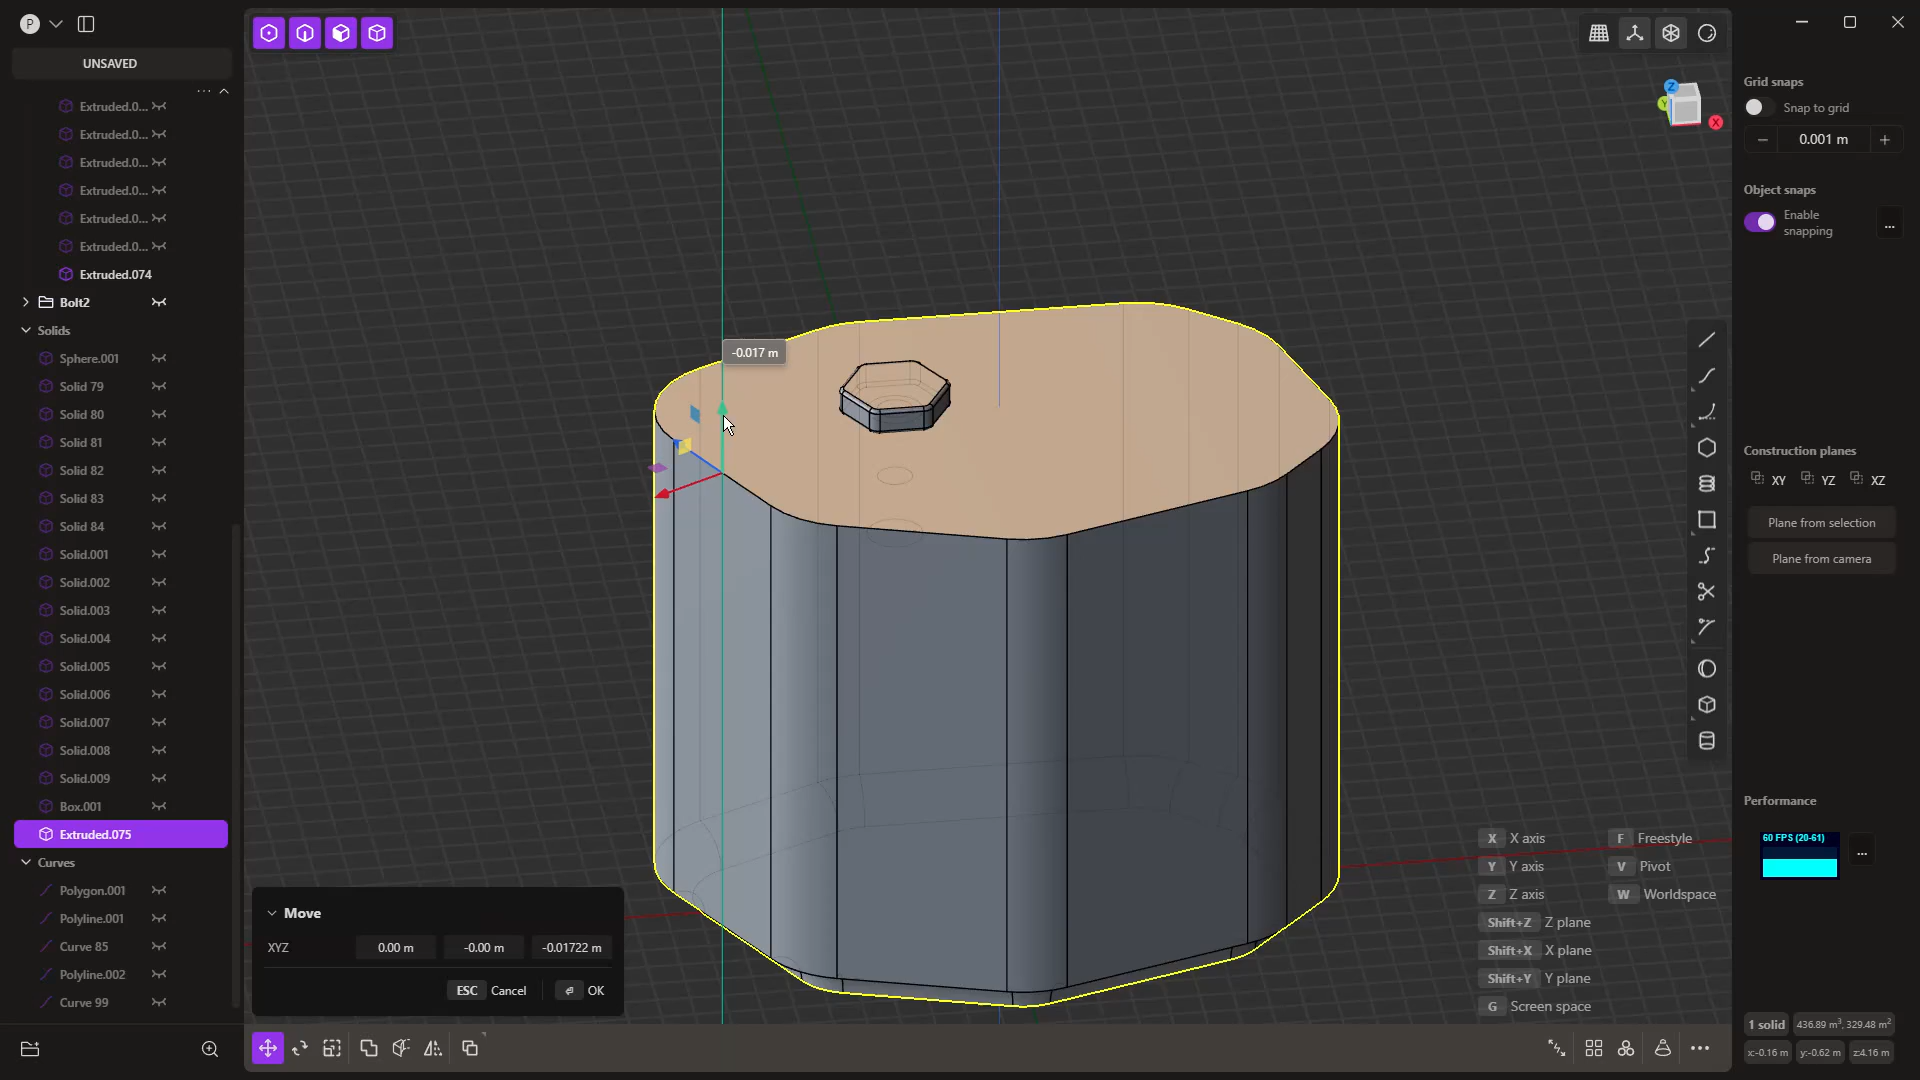 P
UNSAVED
Extruded.0...
Extruded.0...
Extruded.0...
Extruded.0...
Extruded.0...
Extruded.0...
Extruded.074
Bolt2
Solids
Sphere.001
Solid 79
Solid 80
Solid 81
Solid 82
Solid 83
Solid 84
Solid.001
Solid.002
Solid.003
Solid.004
Solid.005
Solid.006
Solid.007
Solid.008
Solid.009
Box.001
Extruded.075
Curves
Polygon.001
Polyline.001
Curve 85
Polyline.002
Curve 99
-0.017 m
Z
Y
X
Move
XYZ 0.00 m -0.00 m -0.01722 m
ESC Cancel OK
X X axis F Freestyle
Y Y axis V Pivot
Z Z axis W Worldspace
Shift+Z Z plane
Shift+X X plane
Shift+Y Y plane
G Screen space
Grid snaps
Snap to grid
0.001 m
Object snaps
Enable
snapping
...
Construction planes
XY YZ XZ
Plane from selection
Plane from camera
Performance
60 FPS (20-61)
...
1 solid 436.89 m³, 329.48 m²
x:-0.16 m y:-0.62 m z:4.16 m